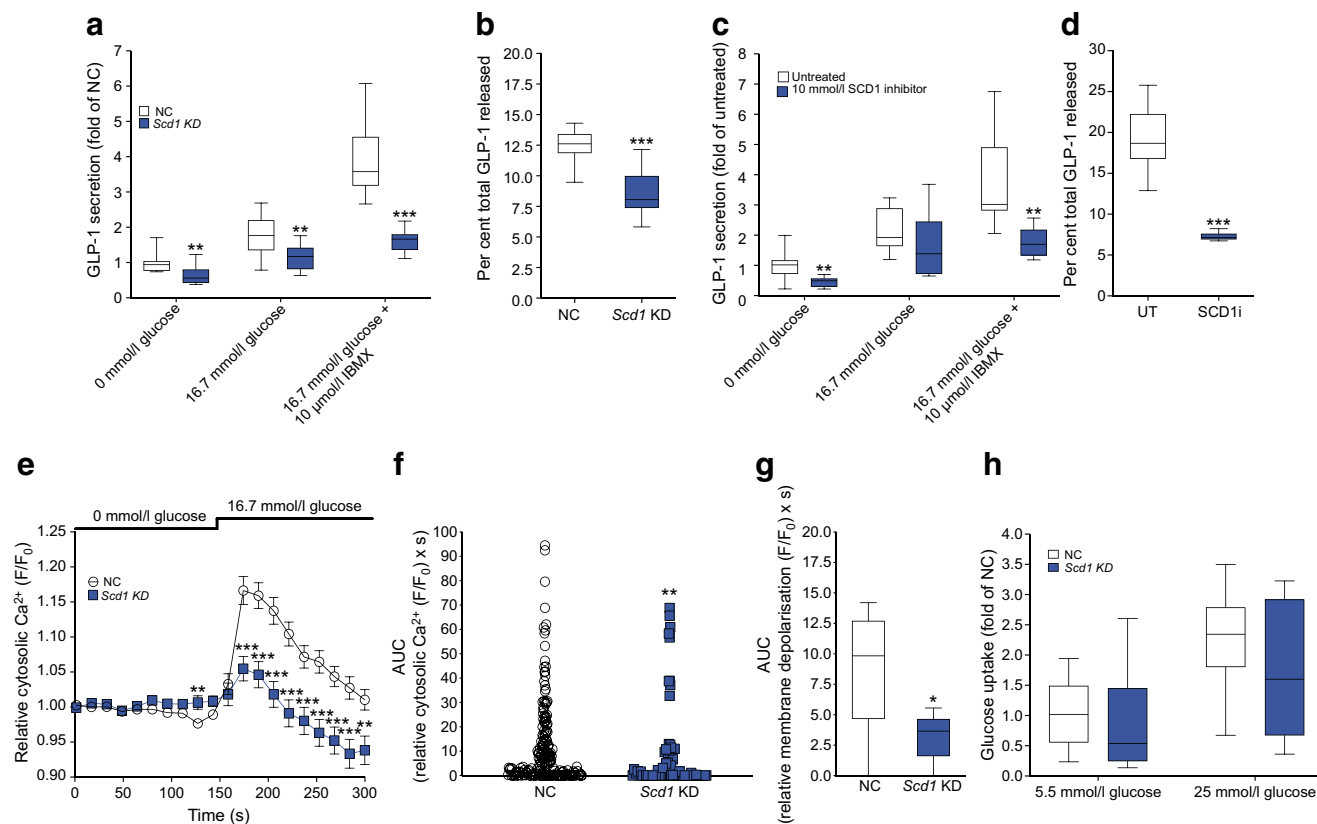 a
GLP-1 secretion (fold of NC)
7
6
5
4
3
2
1
0
NC
Scd1 KD
**
**
***
0 mmol/l glucose
16.7 mmol/l glucose
16.7 mmol/l glucose +
10 µmol/l IBMX
b
Per cent total GLP-1 released
20.0
17.5
15.0
12.5
10.0
7.5
5.0
2.5
0.0
***
NC
Scd1 KD
c
GLP-1 secretion (fold of untreated)
8
7
6
5
4
3
2
1
0
Untreated
10 mmol/l SCD1 inhibitor
**
**
0 mmol/l glucose
16.7 mmol/l glucose
16.7 mmol/l glucose +
10 µmol/l IBMX
d
Per cent total GLP-1 released
30
25
20
15
10
5
0
***
UT
SCD1i
e
0 mmol/l glucose
16.7 mmol/l glucose
Relative cytosolic Ca²⁺ (F/F₀)
1.25
1.20
1.15
1.10
1.05
1.00
0.95
0.90
NC
Scd1 KD
**
***
***
***
***
***
***
***
***
**
0
50
100
150
200
250
300
Time (s)
f
AUC
(relative cytosolic Ca²⁺ (F/F₀) x s)
100
90
80
70
60
50
40
30
20
10
0
**
NC
Scd1 KD
g
AUC
(relative membrane depolarisation (F/F₀) x s)
20.0
17.5
15.0
12.5
10.0
7.5
5.0
2.5
0.0
*
NC
Scd1 KD
h
Glucose uptake (fold of NC)
4.0
3.5
3.0
2.5
2.0
1.5
1.0
0.5
0.0
NC
Scd1 KD
5.5 mmol/l glucose
25 mmol/l glucose